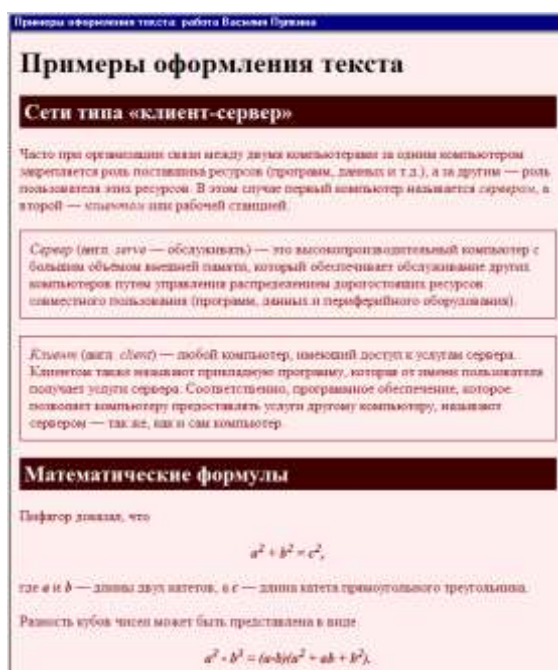 Примеры оформления текста: работа Василия Пупкина
Примеры оформления текста
Сети типа «клиент-сервер»
Часто при организации связи между двумя компьютерами за одним компьютером
закрепляется роль поставщика ресурсов (программ, данных и т.д.), а за другим — роль
пользователя этих ресурсов. В этом случае первый компьютер называется сервером, а
второй — клиентом или рабочей станцией.
Сервер (англ. serve — обслуживать) — это высокопроизводительный компьютер с
большим объёмом внешней памяти, который обеспечивает обслуживание других
компьютеров путем управления распределением дорогостоящих ресурсов
совместного пользования (программ, данных и периферийного оборудования).
Клиент (англ. client) — любой компьютер, имеющий доступ к услугам сервера.
Клиентом также называют прикладную программу, которая от имени пользователя
получает услуги сервера. Соответственно, программное обеспечение, которое
позволяет компьютеру предоставлять услуги другому компьютеру, называют
сервером — так же, как и сам компьютер.
Математические формулы
Пифагор доказал, что
a² + b² = c²,
где a и b — длины двух катетов, а c — длина катета прямоугольного треугольника.
Разность кубов чисел может быть представлена в виде
a³ - b³ = (a-b)(a² + ab + b²).